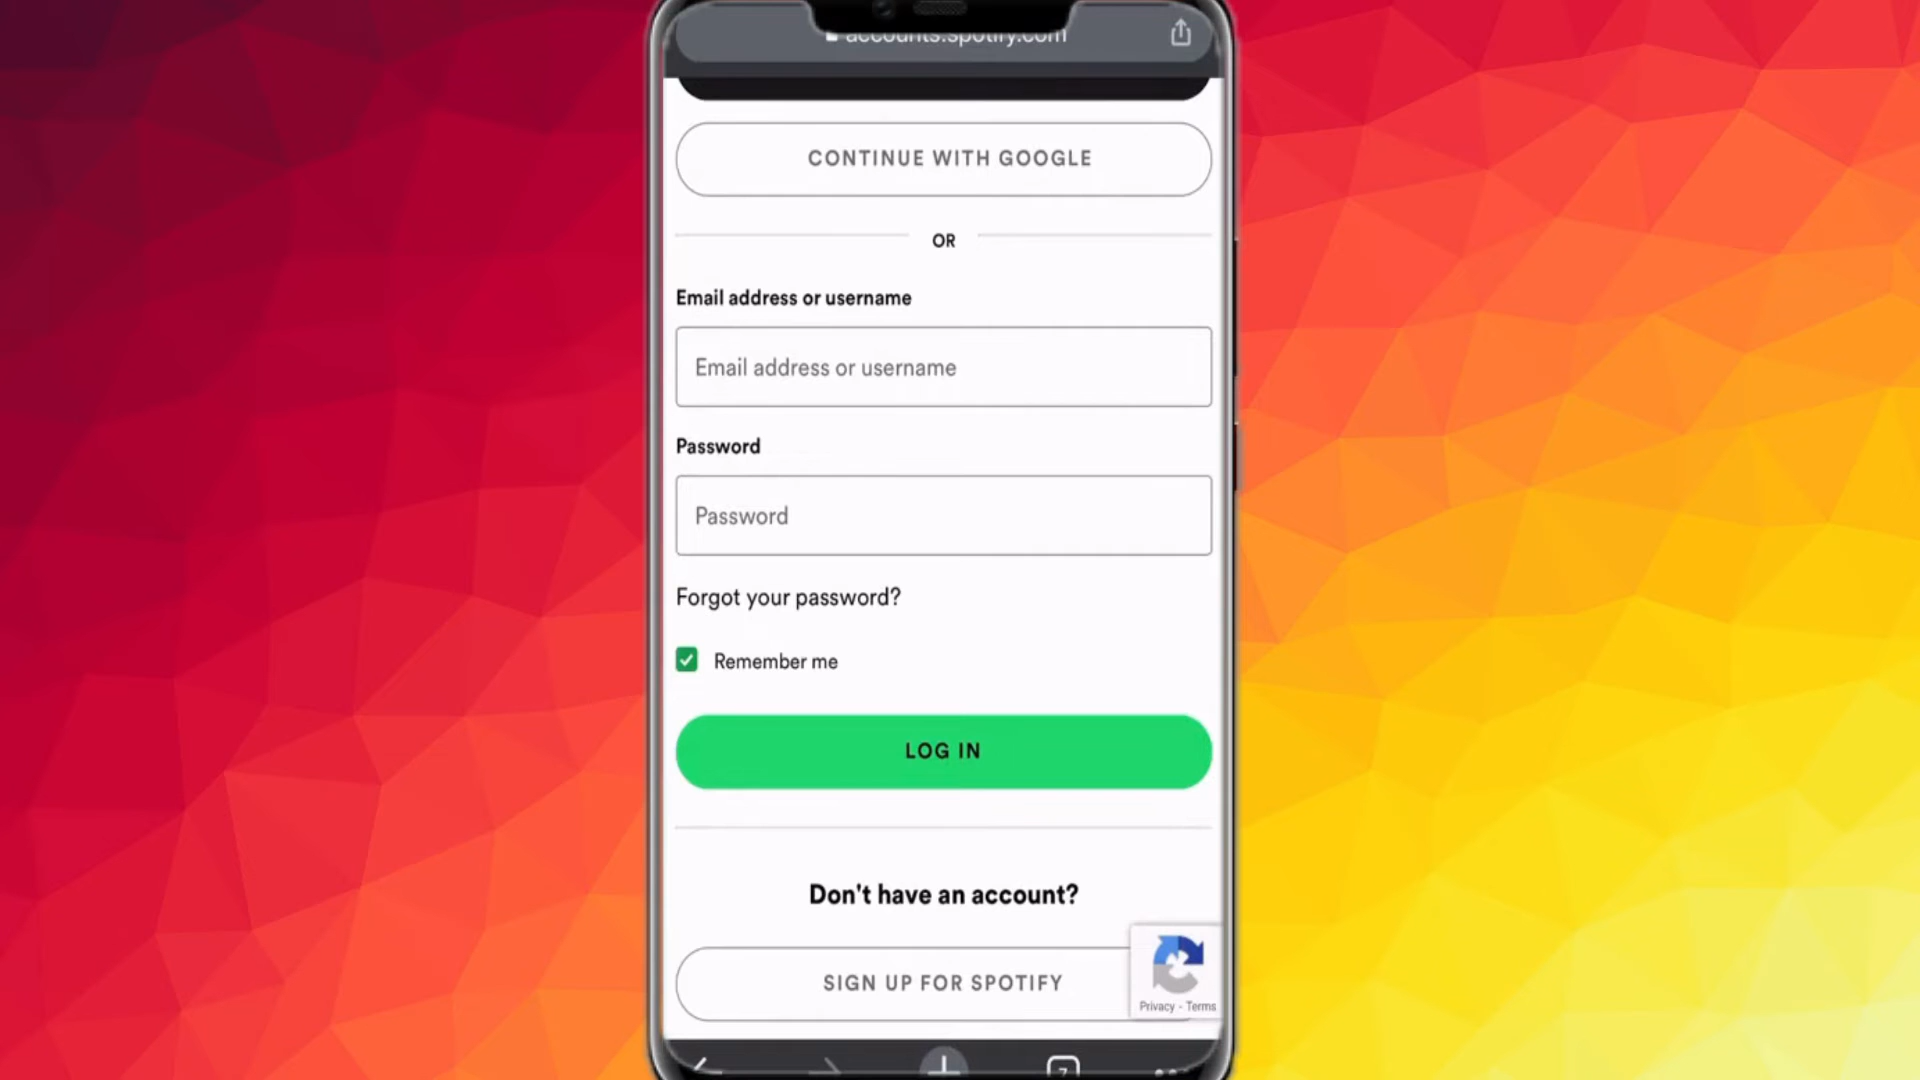 accounts.spotify.com
CONTINUE WITH GOOGLE
OR
Email address or username
Email address or username
Password
Password
Forgot your password?
Remember me
LOG IN
Don't have an account?
SIGN UP FOR SPOTIFY
Privacy - Terms
7